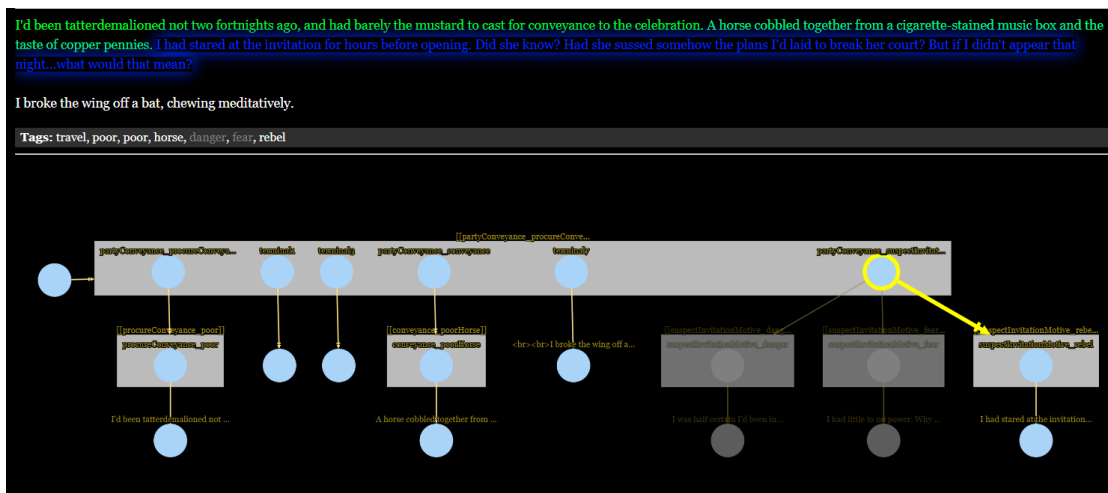 I'd been tatterdemalioned not two fortnights ago, and had barely the mustard to cast for conveyance to the celebration. A horse cobbled together from a cigarette-stained music box and the
taste of copper pennies. I had stared at the invitation for hours before opening. Did she know? Had she sussed somehow the plans I'd laid to break her court? But if I didn't appear that
night...what would that mean?
I broke the wing off a bat, chewing meditatively.
Tags: travel, poor, poor, horse, danger, fear, rebel
[[partyConveyance_procureConve...
partyConveyance_procureConveya... terminal1 terminal3 partyConveyance_conveyance terminal7 partyConveyance_suspectInvitat...
[[procureConveyance_poor]] [[conveyance_poorHorse]] [[suspectInvitationMotive_dang... [[suspectInvitationMotive_fear... suspectInvitationMotive_rebe...
procureConveyance_poor conveyance_poorHorse <br><br>I broke the wing off a... suspectInvitationMotive_danger suspectInvitationMotive_fear suspectInvitationMotive_rebel
I'd been tatterdemalioned not ... A horse cobbled together from ... I was half certain I'd been in... I had little to no power. Why ... I had stared at the invitation...